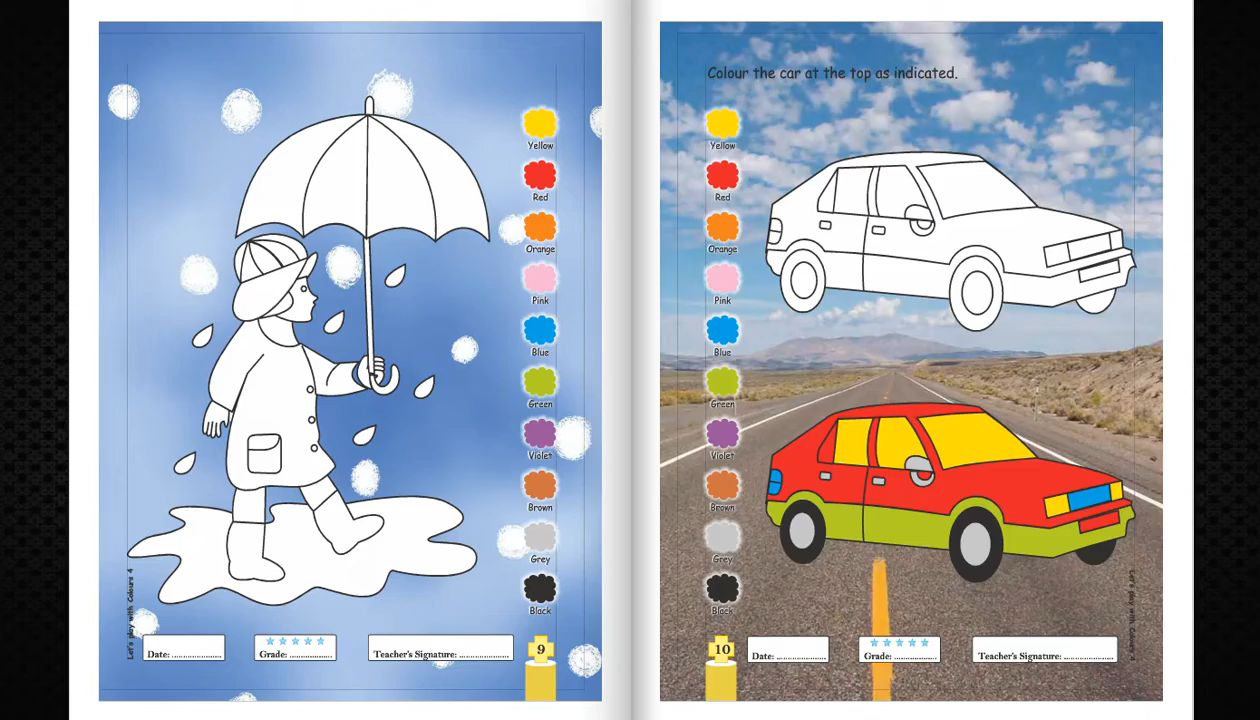 Yellow
Red
Orange
Pink
Blue
Green
Violet
Brown
Grey
Black
Let's play with Colours 4
Date: ......................
Grade: ..................
Teacher's Signature: .....................
9
Colour the car at the top as indicated.
Yellow
Red
Orange
Pink
Blue
Green
Violet
Brown
Grey
Black
Let's play with Colours 4
10
Date: ......................
Grade: ..................
Teacher's Signature: .....................